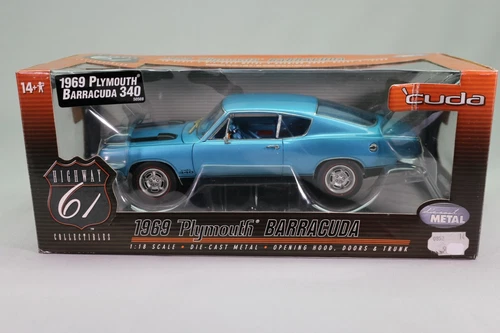 1969 PLYMOUTH
BARRACUDA 340
14+
'cuda
HIGHWAY
61
COLLECTIBLES
1969 "Plymouth" BARRACUDA
1:18 SCALE • DIE-CAST METAL • OPENING HOOD, DOORS & TRUNK
METAL